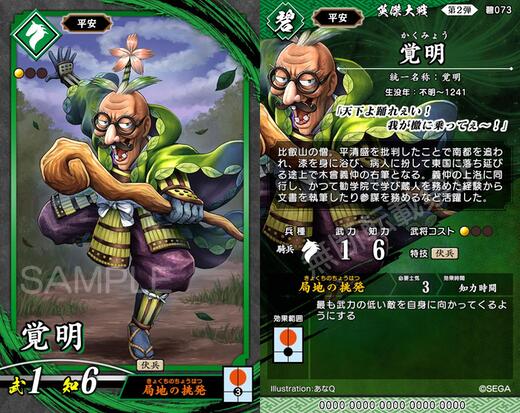 平安
SAMPLE
覚明
伏兵
武1 知6
きょくちのちょうはつ
局地の挑発
3
碧
平安
英傑大戦
第2弾
碧073
かくみょう
覚明
統一名称：覚明
生没年：不明～1241
「天下よ踊れぇい！
我が檄に乗ってぇ～！」
比叡山の僧。平清盛を批判したことで南都を追わ
れ、漆を身に浴び、病人に扮して東国に落ち延び
る途上で木曾義仲の右筆となる。義仲の上洛に同
行し、かつて勧学院で学び蔵人を務めた経験から
文書を執筆したり参謀を務めるなど活躍した。
兵種 武力 知力 武将コスト
騎兵 1 6 特技 伏兵
きょくちのちょうはつ 必要士気 効果時間
局地の挑発 3 知力時間
効果範囲
最も武力の低い敵を自身に向かってくるよ
うにする
Illustration:あなQ
©SEGA
0000-0000-0000-0000-0000